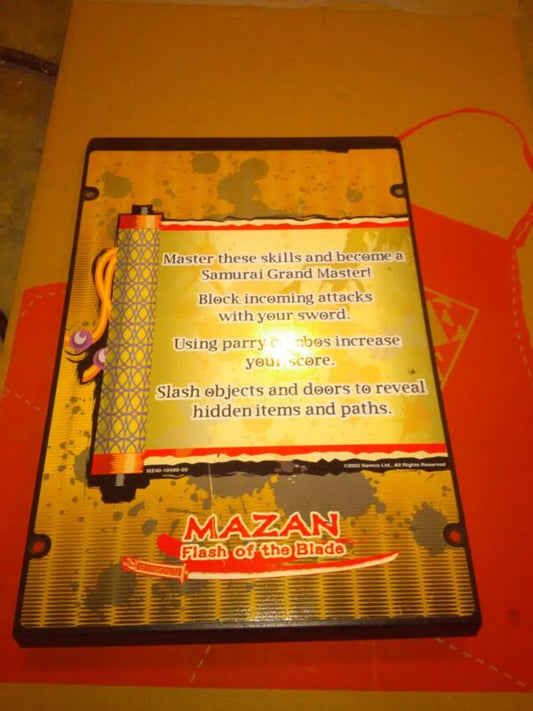 Master these skills and become a
Samurai Grand Master!
Block incoming attacks
with your sword.
Using parry increase
your score.
Slash objects and doors to reveal
hidden items and paths.
MZ40-10490-00
©2002 Namco Ltd., All Rights Reserved
MAZAN
Flash of the Blade